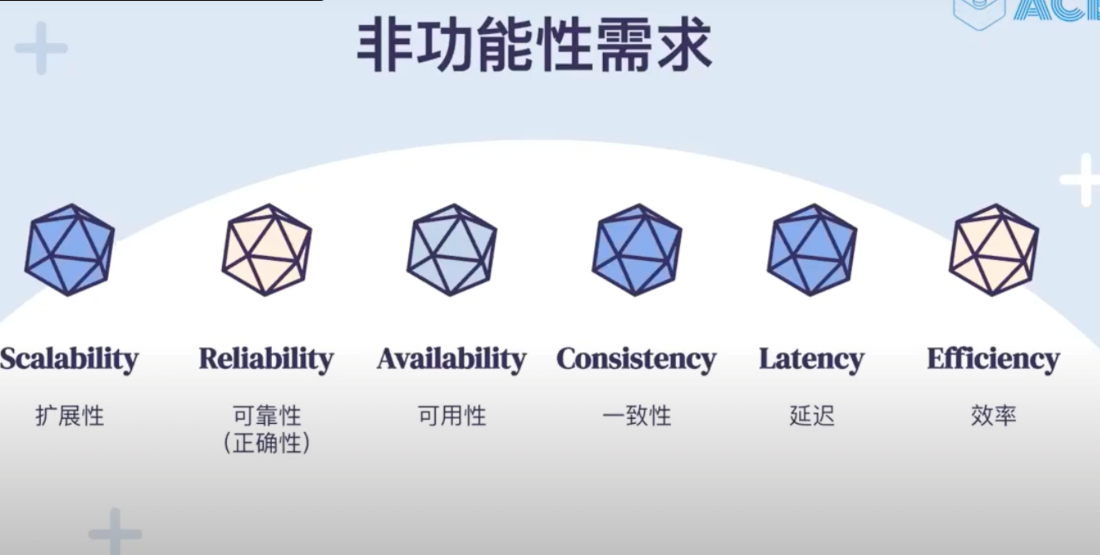 非功能性需求
Scalability
扩展性
Reliability
可靠性
(正确性)
Availability
可用性
Consistency
一致性
Latency
延迟
Efficiency
效率